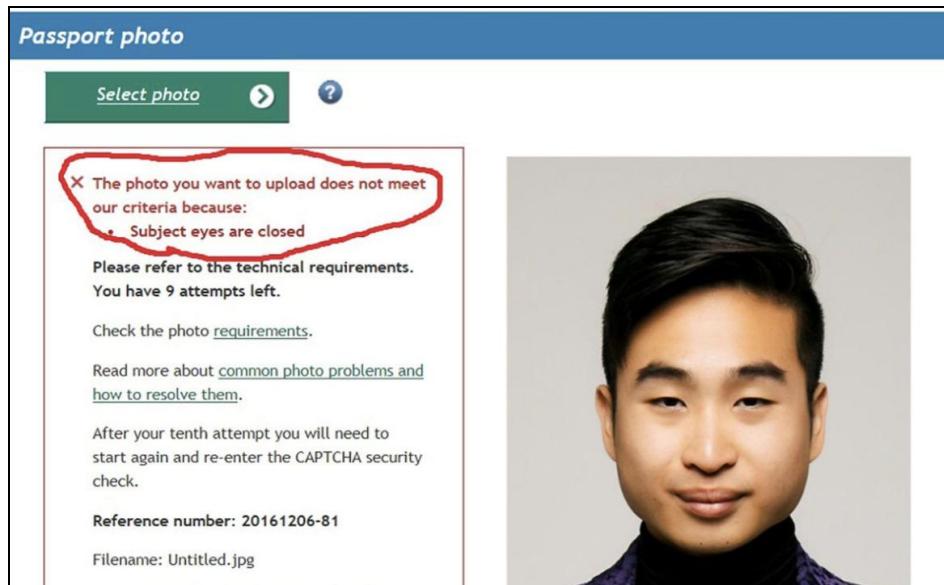 Passport photo
Select photo
?
X The photo you want to upload does not meet
our criteria because:
• Subject eyes are closed
Please refer to the technical requirements.
You have 9 attempts left.
Check the photo requirements.
Read more about common photo problems and
how to resolve them.
After your tenth attempt you will need to
start again and re-enter the CAPTCHA security
check.
Reference number: 20161206-81
Filename: Untitled.jpg